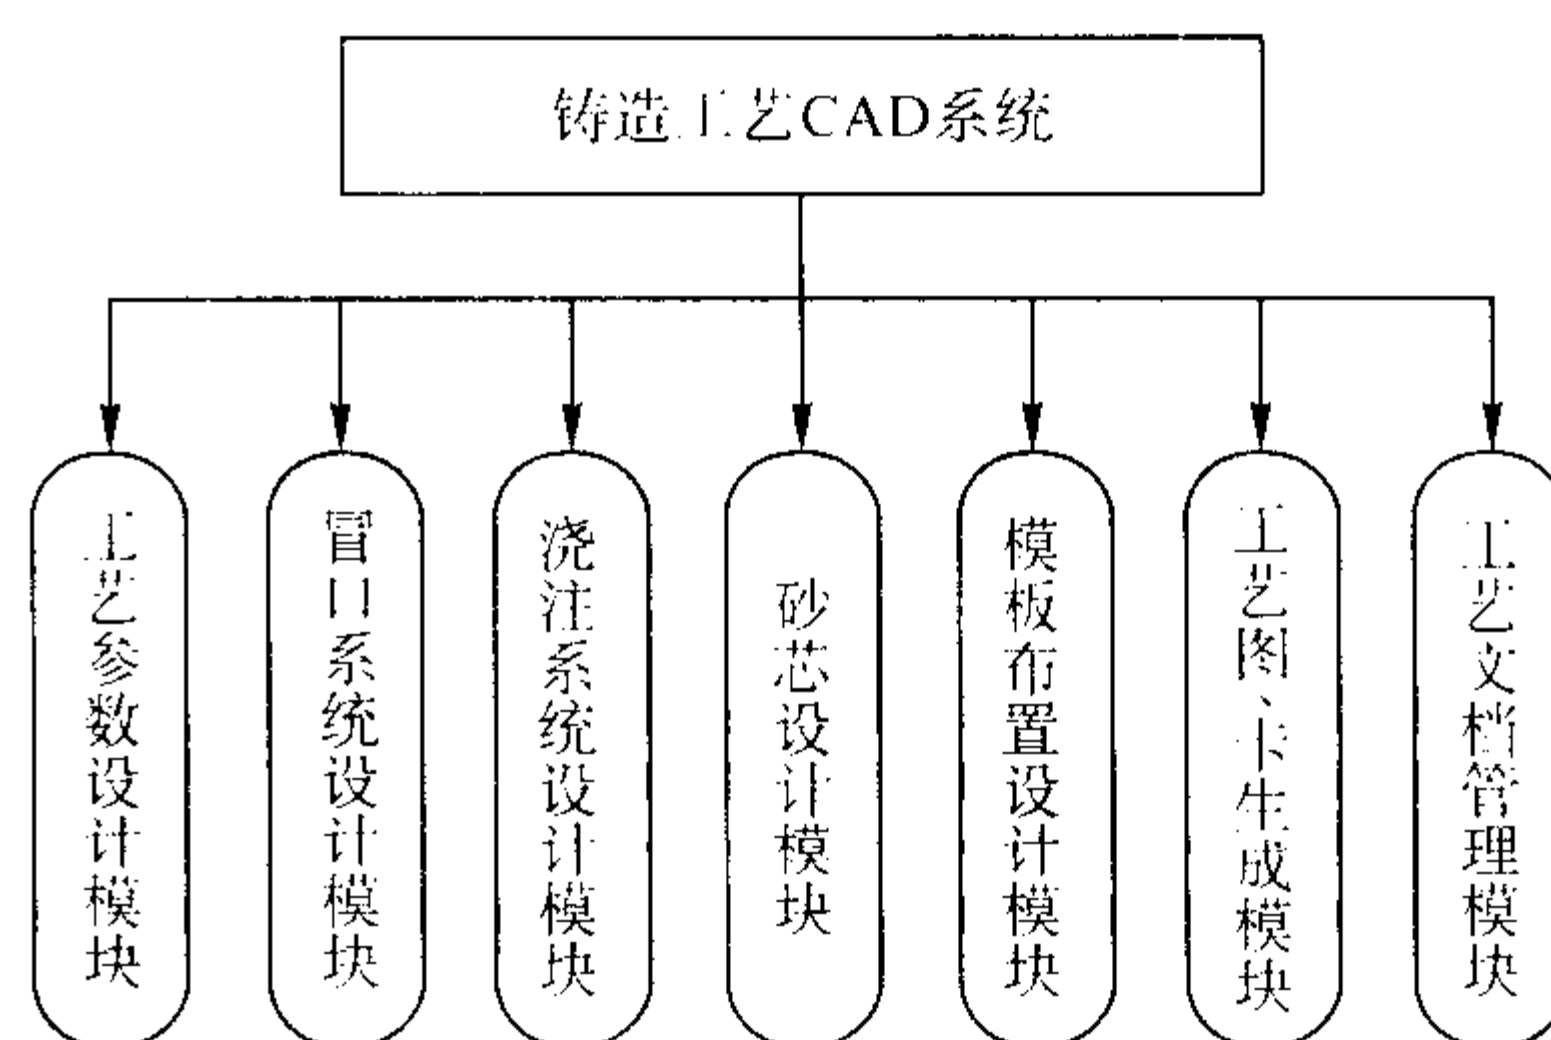 铸造工艺CAD系统
工艺参数设计模块
冒口系统设计模块
浇注系统设计模块
砂芯设计模块
模板布置设计模块
工艺图、卡生成模块
工艺文档管理模块